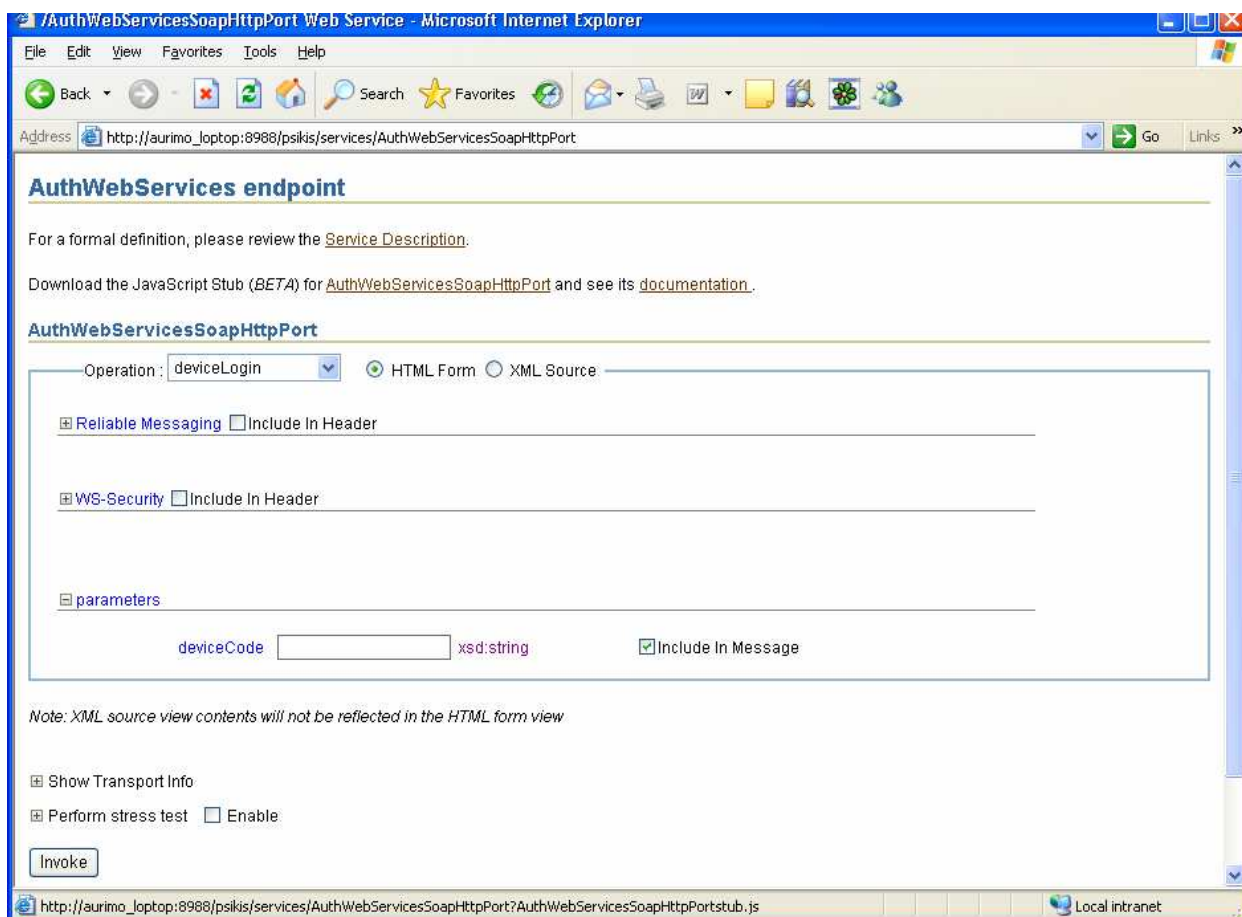 /AuthWebServicesSoapHttpPort Web Service - Microsoft Internet Explorer
File Edit View Favorites Tools Help
Back Search Favorites
Address http://aurimo_loptop:8988/psikis/services/AuthWebServicesSoapHttpPort Go Links »
AuthWebServices endpoint
For a formal definition, please review the Service Description.
Download the JavaScript Stub (BETA) for AuthWebServicesSoapHttpPort and see its documentation .
AuthWebServicesSoapHttpPort
Operation : deviceLogin HTML Form XML Source
Reliable Messaging Include In Header
WS-Security Include In Header
parameters
deviceCode xsd:string Include In Message
Note: XML source view contents will not be reflected in the HTML form view
Show Transport Info
Perform stress test Enable
Invoke
http://aurimo_loptop:8988/psikis/services/AuthWebServicesSoapHttpPort?AuthWebServicesSoapHttpPortstub.js Local intranet